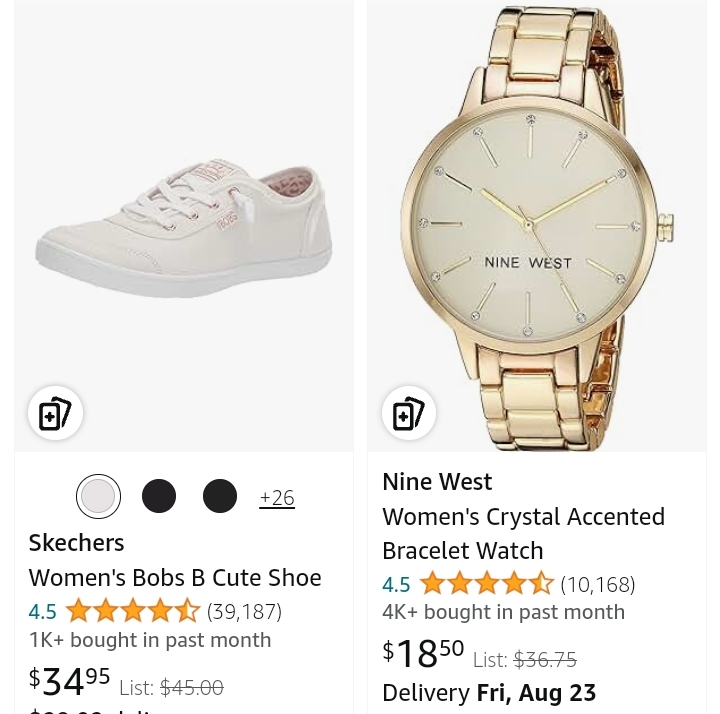 BOBS
NINE WEST
+26
Skechers
Women's Bobs B Cute Shoe
4.5 (39,187)
1K+ bought in past month
$34 95 List: $45.00
Nine West
Women's Crystal Accented
Bracelet Watch
4.5 (10,168)
4K+ bought in past month
$18 50 List: $36.75
Delivery Fri, Aug 23